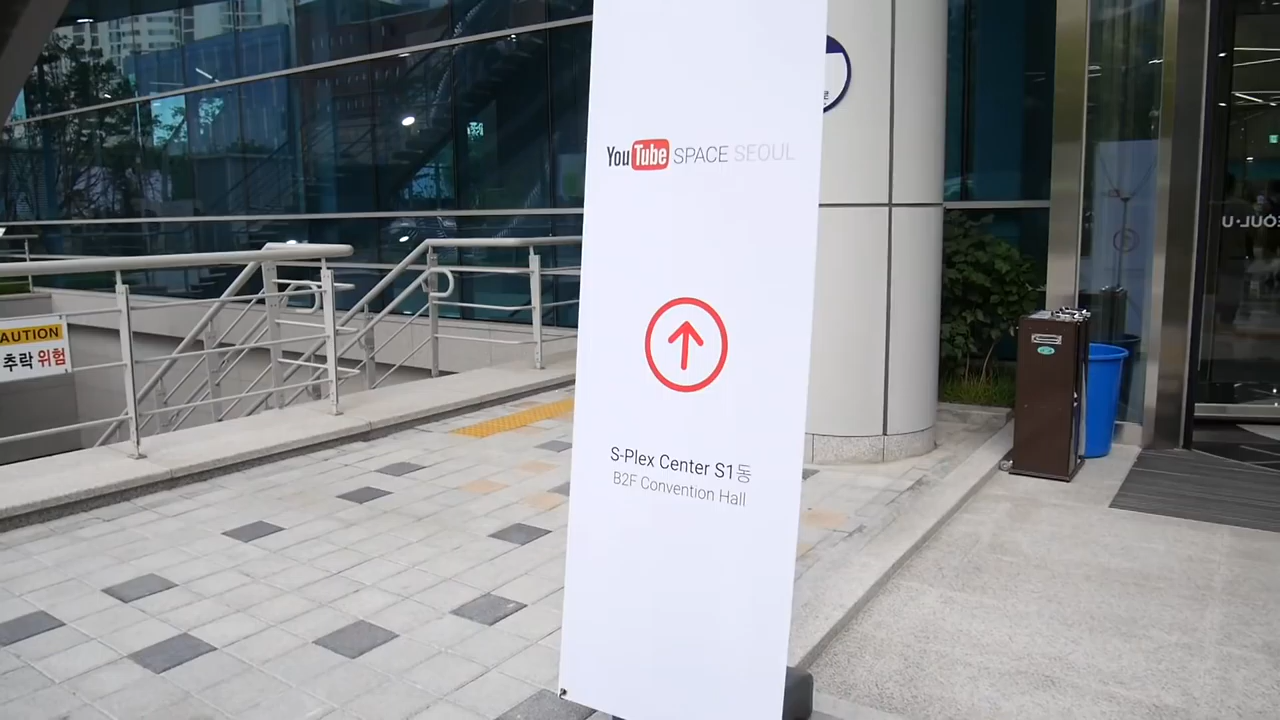 YouTube SPACE SEOUL
S-Plex Center S1동
B2F Convention Hall
AUTION
추락 위험